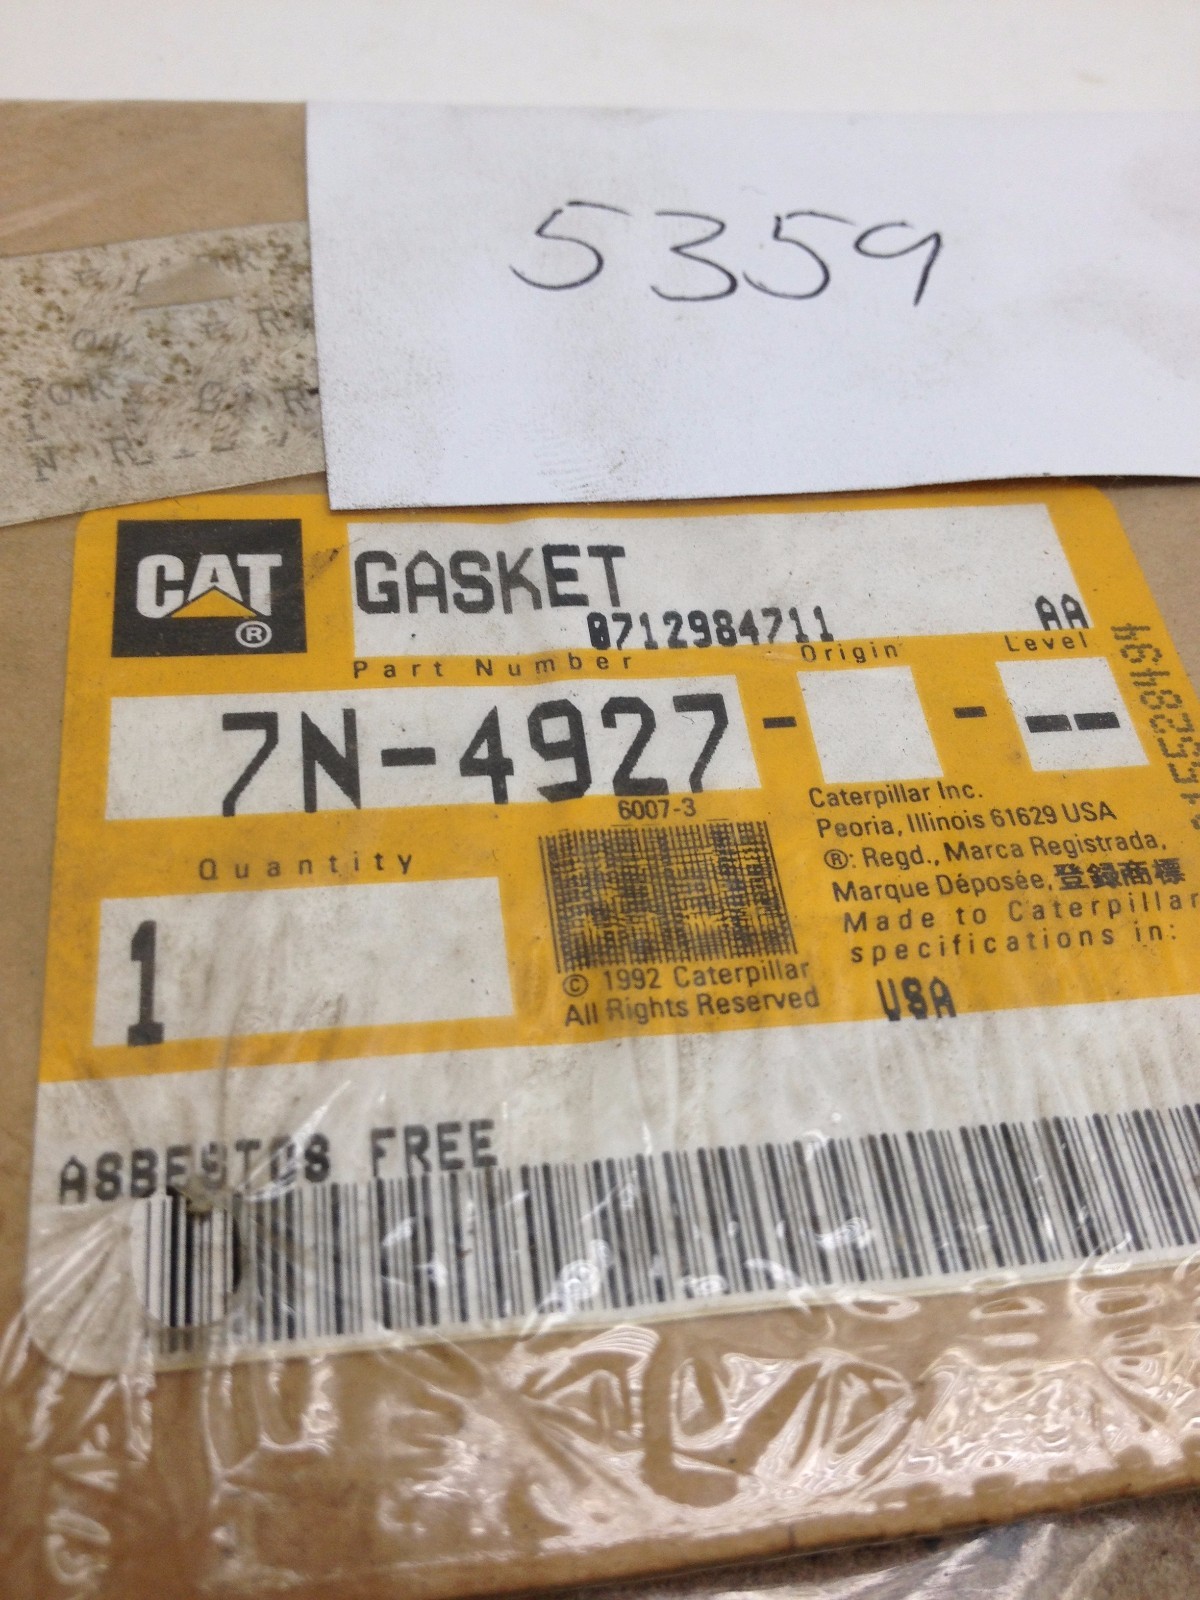 5359
CAT
®
GASKET
0712984711
AA
Part Number
Origin
Level
7N-4927 - - --
6007-3
Caterpillar Inc.
Peoria, Illinois 61629 USA
®: Regd., Marca Registrada,
Marque Déposée, 登録商標
Made to Caterpillar
specifications in:
USA
Quantity
1
© 1992 Caterpillar
All Rights Reserved
ASBESTOS FREE